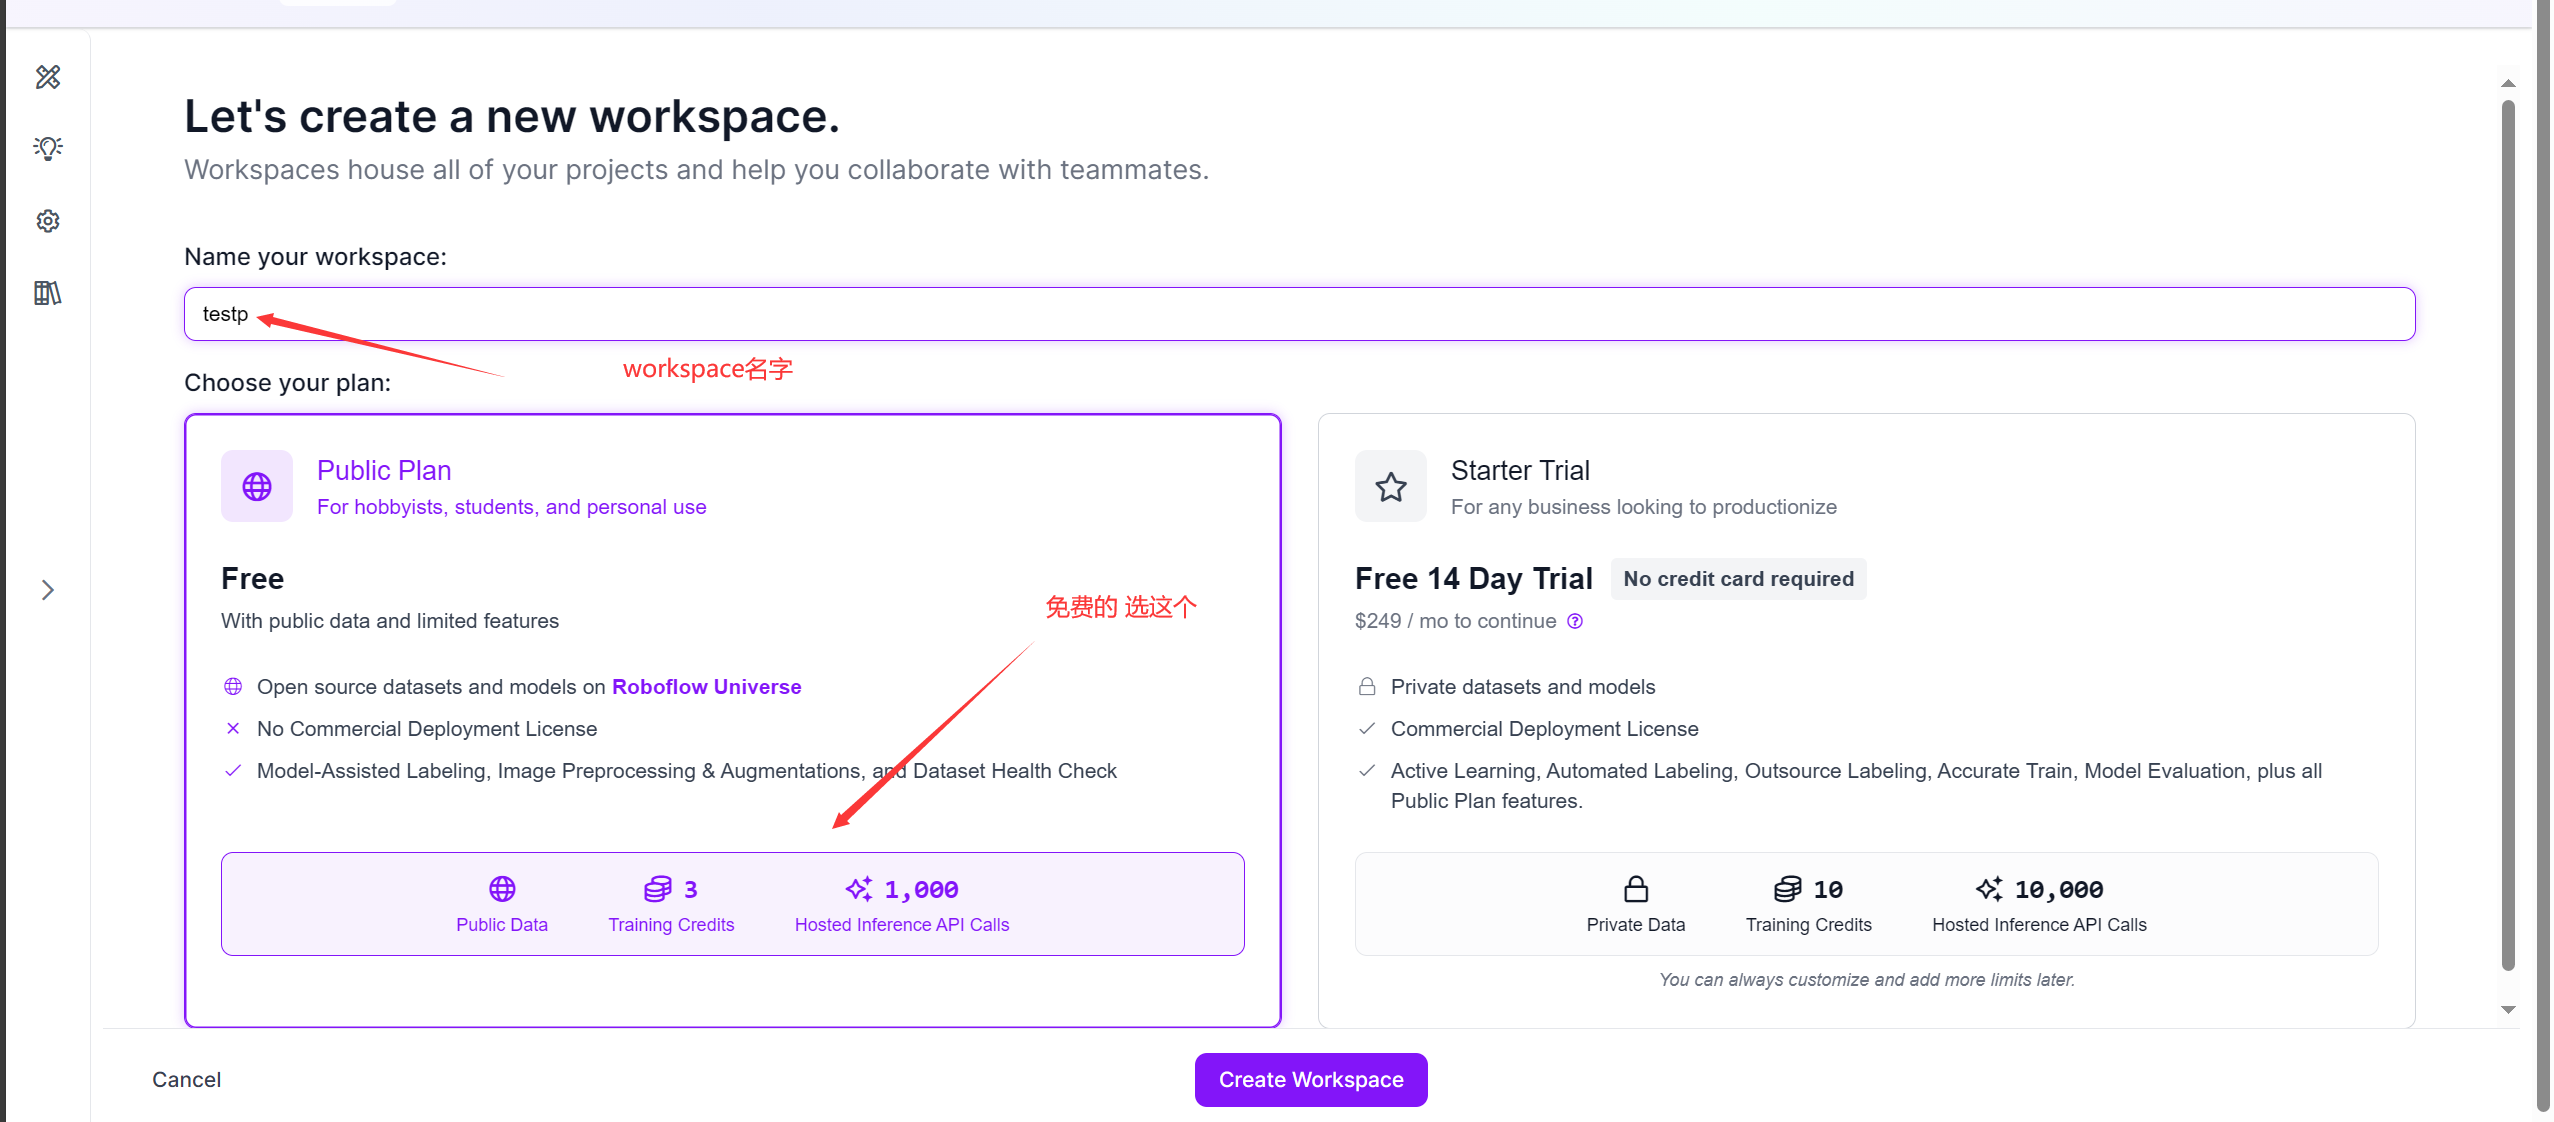 Let's create a new workspace.
Workspaces house all of your projects and help you collaborate with teammates.
Name your workspace:
testp
workspace名字
Choose your plan:
Public Plan
For hobbyists, students, and personal use
Free
With public data and limited features
免费的 选这个
Open source datasets and models on Roboflow Universe
No Commercial Deployment License
Model-Assisted Labeling, Image Preprocessing & Augmentations, and Dataset Health Check
3
1,000
Public Data
Training Credits
Hosted Inference API Calls
Starter Trial
For any business looking to productionize
Free 14 Day Trial
No credit card required
$249 / mo to continue
Private datasets and models
Commercial Deployment License
Active Learning, Automated Labeling, Outsource Labeling, Accurate Train, Model Evaluation, plus all
Public Plan features.
10
10,000
Private Data
Training Credits
Hosted Inference API Calls
You can always customize and add more limits later.
Cancel
Create Workspace